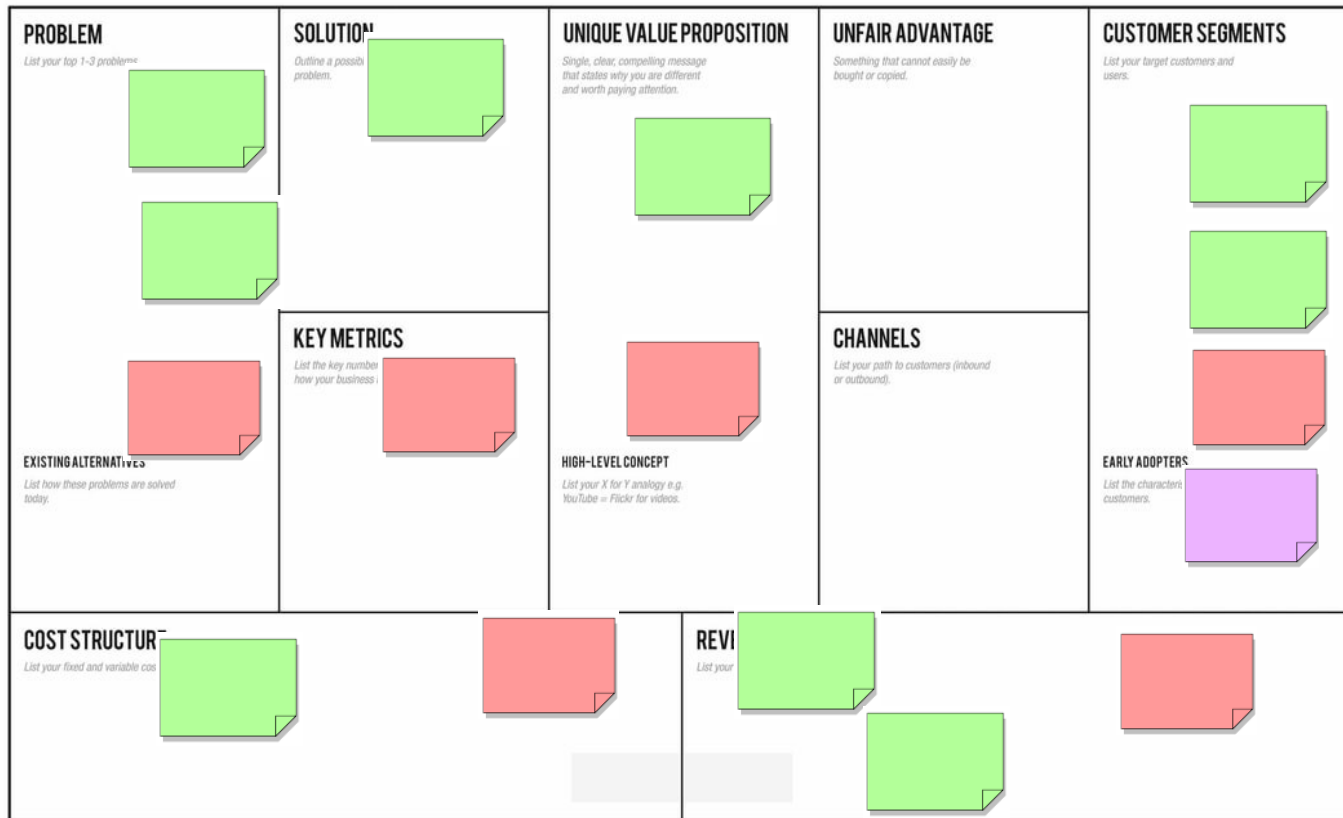 PROBLEM
List your top 1-3 problems
SOLUTION
Outline a possi
problem.
UNIQUE VALUE PROPOSITION
Single, clear, compelling message
that states why you are different
and worth paying attention.
UNFAIR ADVANTAGE
Something that cannot easily be
bought or copied.
CUSTOMER SEGMENTS
List your target customers and
users.
KEY METRICS
List the key number
how your business
CHANNELS
List your path to customers (inbound
or outbound).
EXISTING ALTERNATIVES
List how these problems are solved
today.
HIGH-LEVEL CONCEPT
List your X for Y analogy e.g.
YouTube = Flickr for videos.
EARLY ADOPTERS
List the characteri
customers.
COST STRUCTUR
List your fixed and variable cos
REV
List your